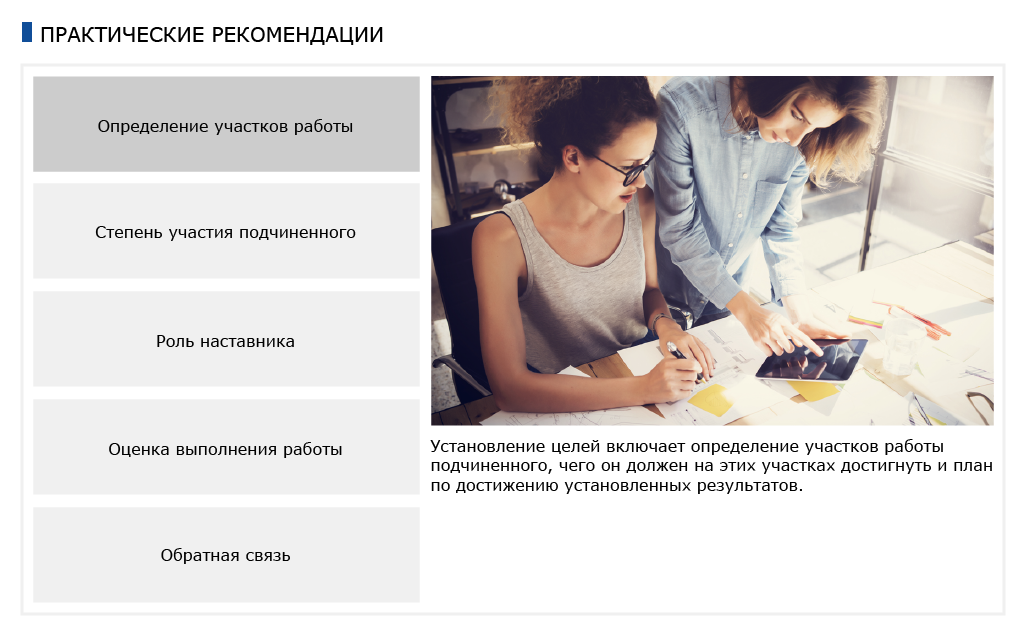 ПРАКТИЧЕСКИЕ РЕКОМЕНДАЦИИ
Определение участков работы
Степень участия подчиненного
Роль наставника
Оценка выполнения работы
Обратная связь
Установление целей включает определение участков работы
подчиненного, чего он должен на этих участках достигнуть и план
по достижению установленных результатов.